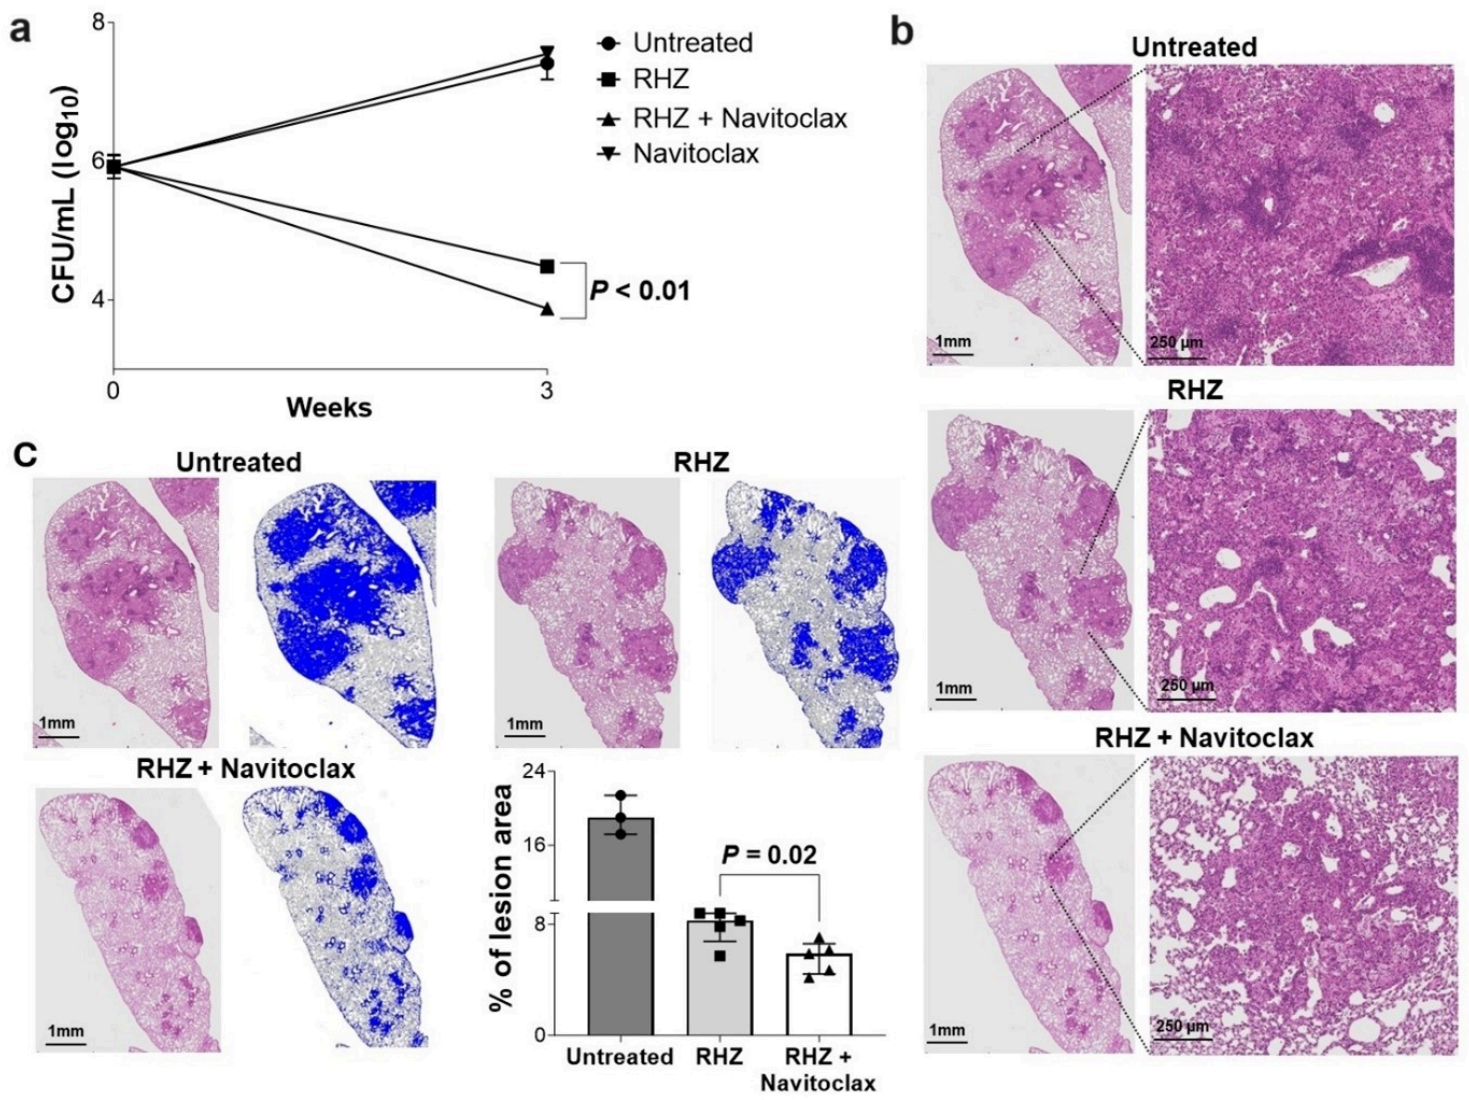 a
8
6
4
CFU/mL (log10)
0
3
Weeks
Untreated
RHZ
RHZ + Navitoclax
Navitoclax
P < 0.01
b
Untreated
1mm
250 µm
RHZ
1mm
250 µm
RHZ + Navitoclax
1mm
250 µm
C
Untreated
1mm
RHZ
1mm
RHZ + Navitoclax
1mm
24
16
8
0
% of lesion area
P = 0.02
Untreated
RHZ
RHZ +
Navitoclax